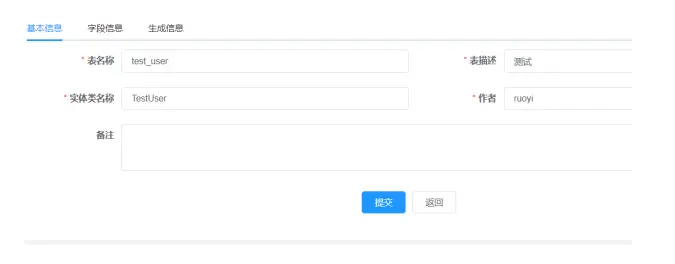 基本信息 字段信息 生成信息
* 表名称 test_user * 表描述 测试
* 实体类名称 TestUser * 作者 ruoyi
备注
提交 返回